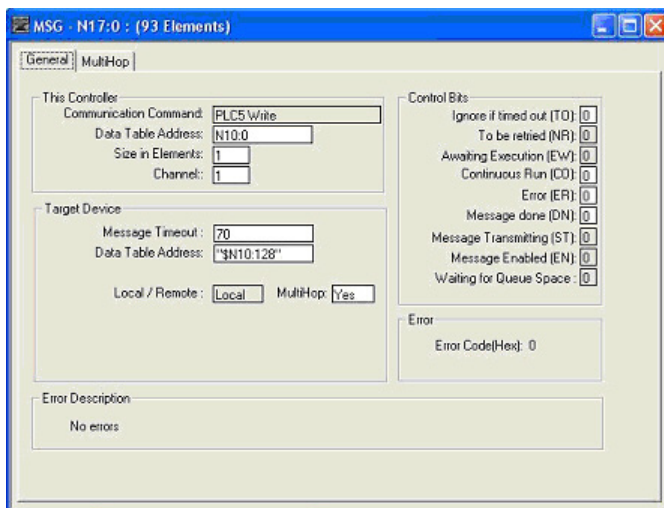 MSG - N17:0 : (93 Elements)
General MultiHop
This Controller
Communication Command: PLC5 Write
Data Table Address: N10:0
Size in Elements: 1
Channel:: 1
Target Device
Message Timeout : 70
Data Table Address: "$N10:128"
Local / Remote : Local MultiHop: Yes
Control Bits
Ignore if timed out (TO): 0
To be retried (NR): 0
Awaiting Execution (EW): 0
Continuous Run (CO): 0
Error (ER): 0
Message done (DN): 0
Message Transmitting (ST): 0
Message Enabled (EN): 0
Waiting for Queue Space : 0
Error
Error Code(Hex): 0
Error Description
No errors